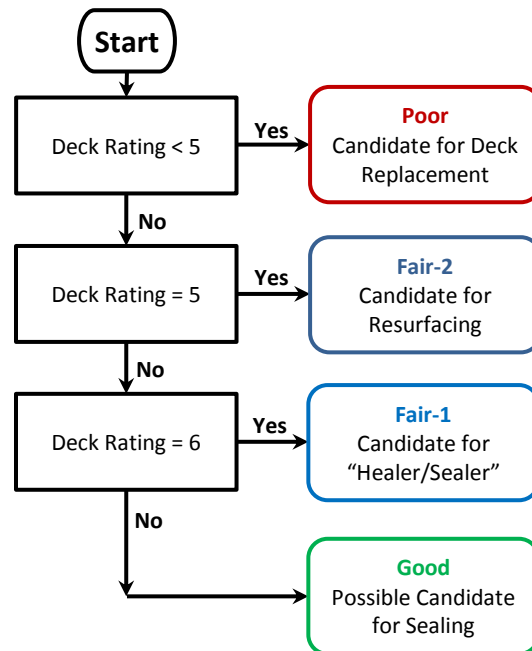 Start
Deck Rating < 5
Yes
Poor
Candidate for Deck
Replacement
No
Deck Rating = 5
Yes
Fair-2
Candidate for
Resurfacing
No
Deck Rating = 6
Yes
Fair-1
Candidate for
“Healer/Sealer”
No
Good
Possible Candidate
for Sealing